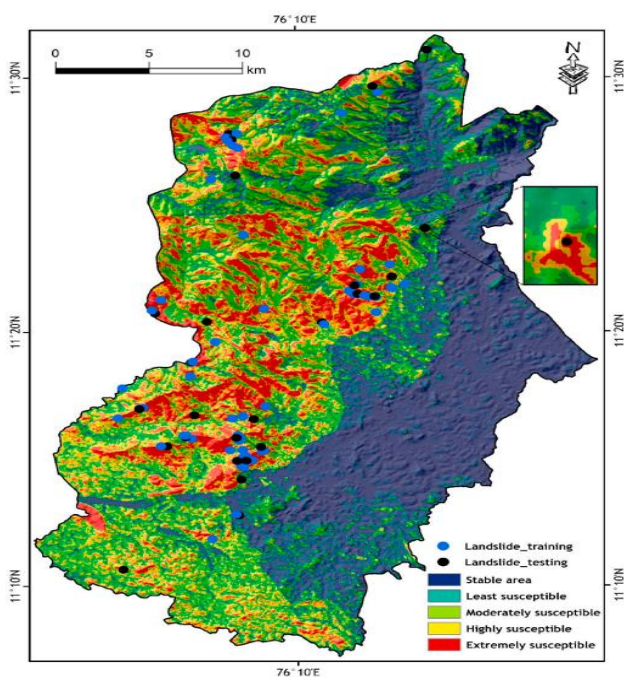 76°10'E
0 5 10
km
N
11°30'N
11°30'N
11°20'N
11°20'N
Landslide_training
Landslide_testing
Stable area
Least susceptible
Moderately susceptible
Highly susceptible
Extremely susceptible
11°10'N
11°10'N
76°10'E